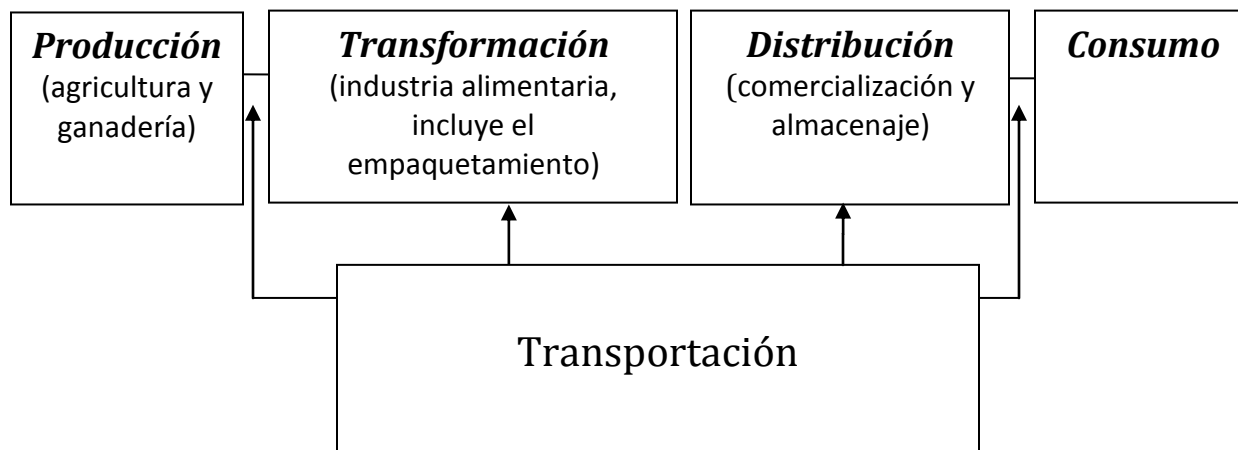 Producción
(agricultura y
ganadería)
Transformación
(industria alimentaria,
incluye el
empaquetamiento)
Distribución
(comercialización y
almacenaje)
Consumo
Transportación